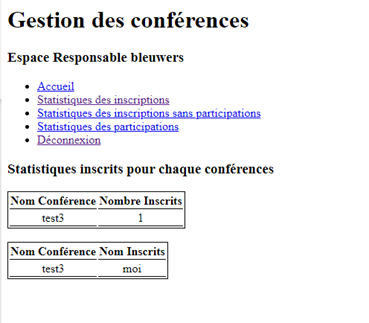 Gestion des conférences
Espace Responsable bleuwers
Accueil
Statistiques des inscriptions
Statistiques des inscriptions sans participations
Statistiques des participations
Déconnexion
Statistiques inscrits pour chaque conférences
Nom Conférence Nombre Inscrits
test3 1
Nom Conférence Nom Inscrits
test3 moi